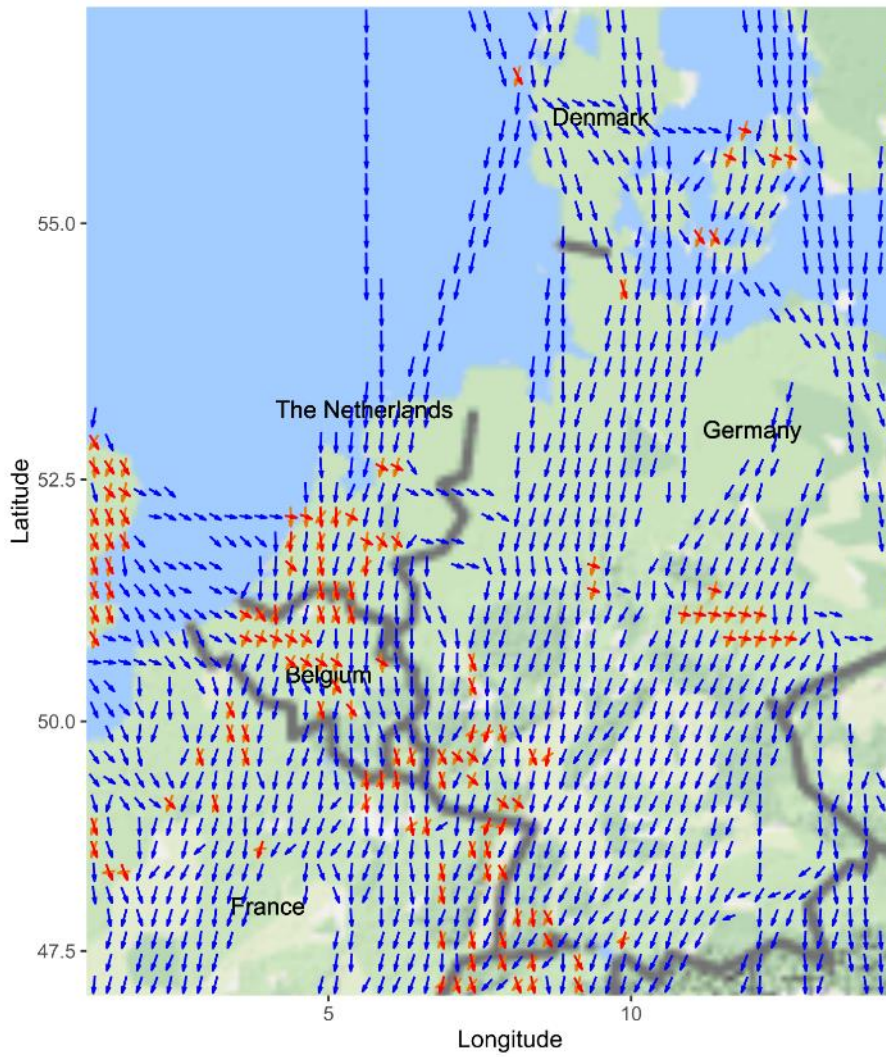 Denmark
55.0
The Netherlands
Germany
52.5
Latitude
Belgium
50.0
France
47.5
5
10
Longitude